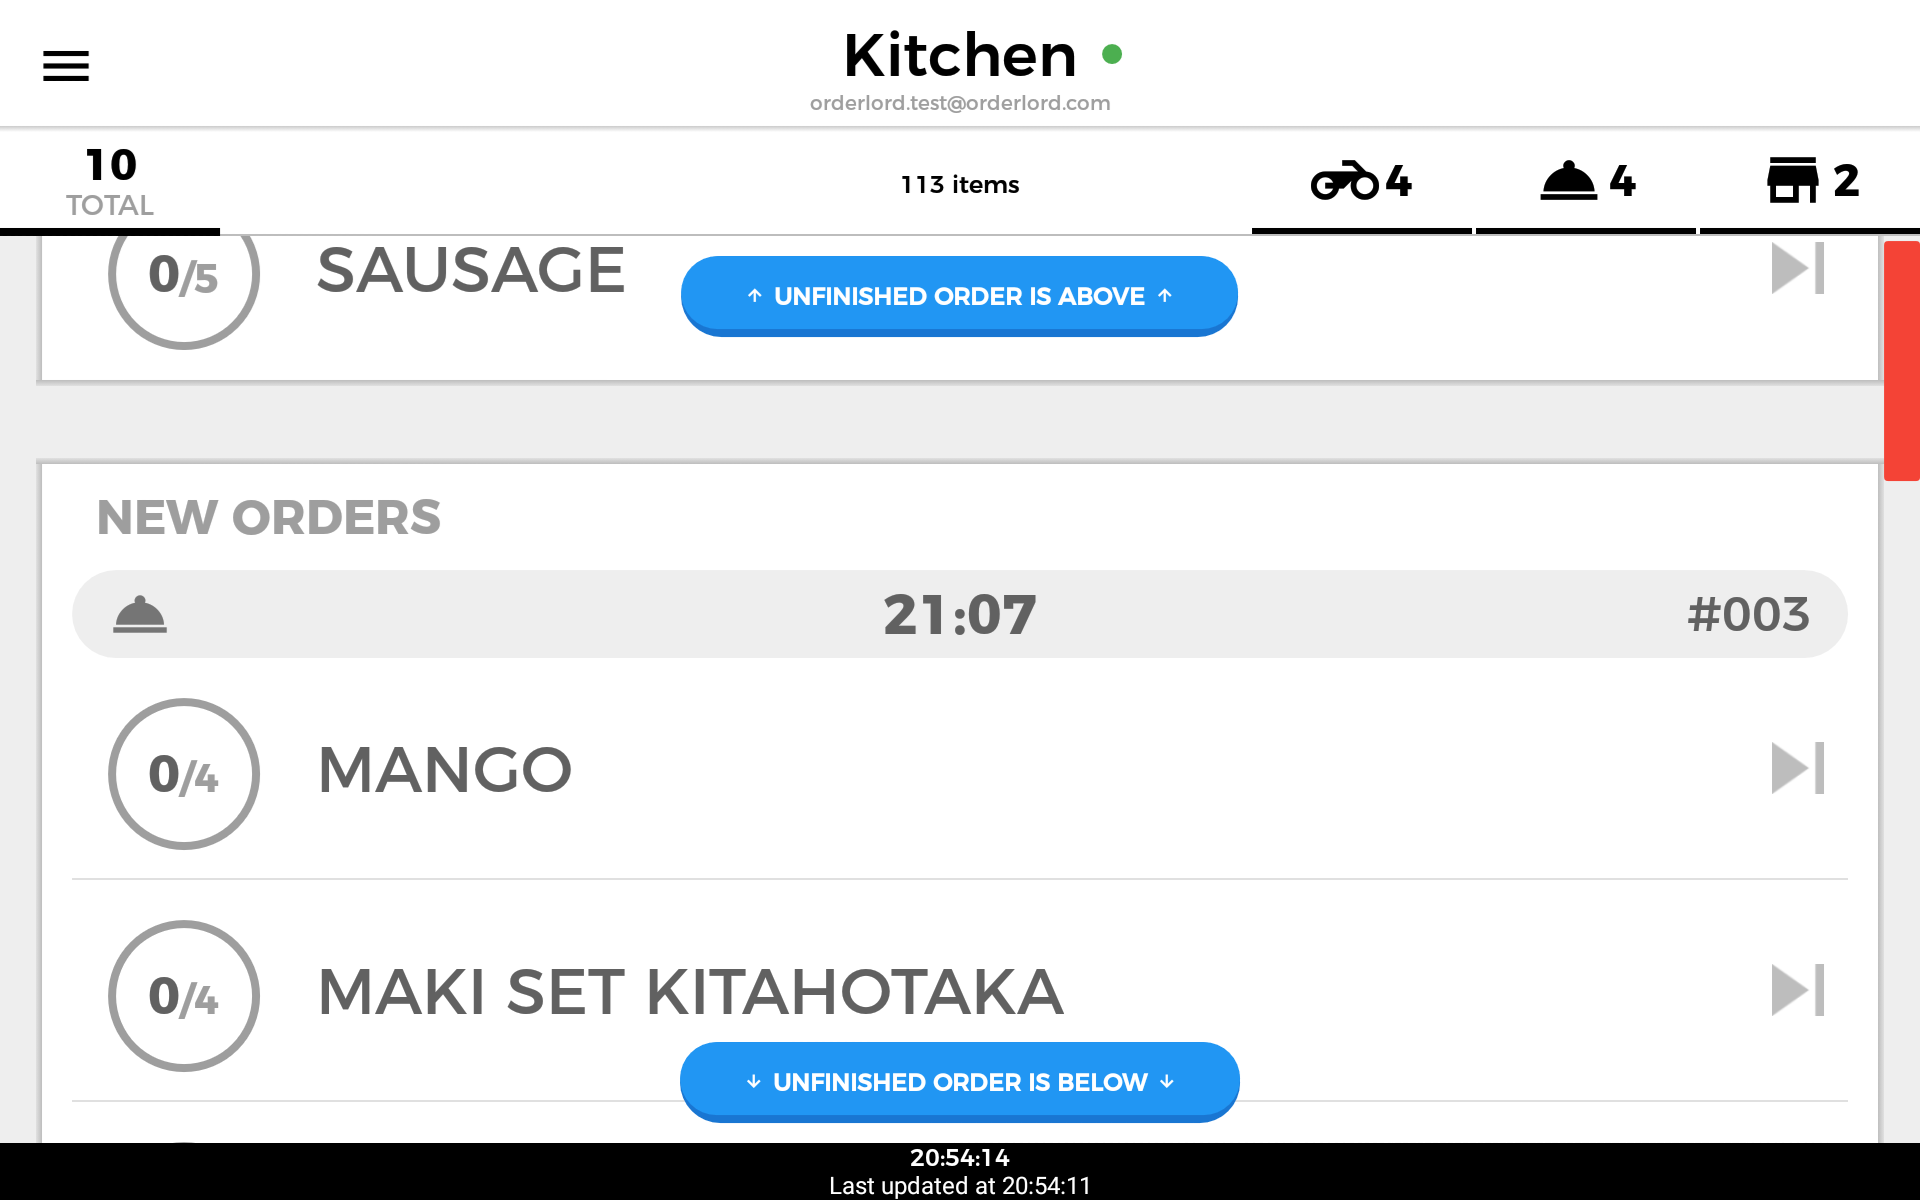 Kitchen
orderlord.test@orderlord.com
10
TOTAL
113 items
4
4
2
0/5
SAUSAGE
↑ UNFINISHED ORDER IS ABOVE ↑
NEW ORDERS
21:07
#003
0/4
MANGO
0/4
MAKI SET KITAHOTAKA
↓ UNFINISHED ORDER IS BELOW ↓
20:54:14
Last updated at 20:54:11